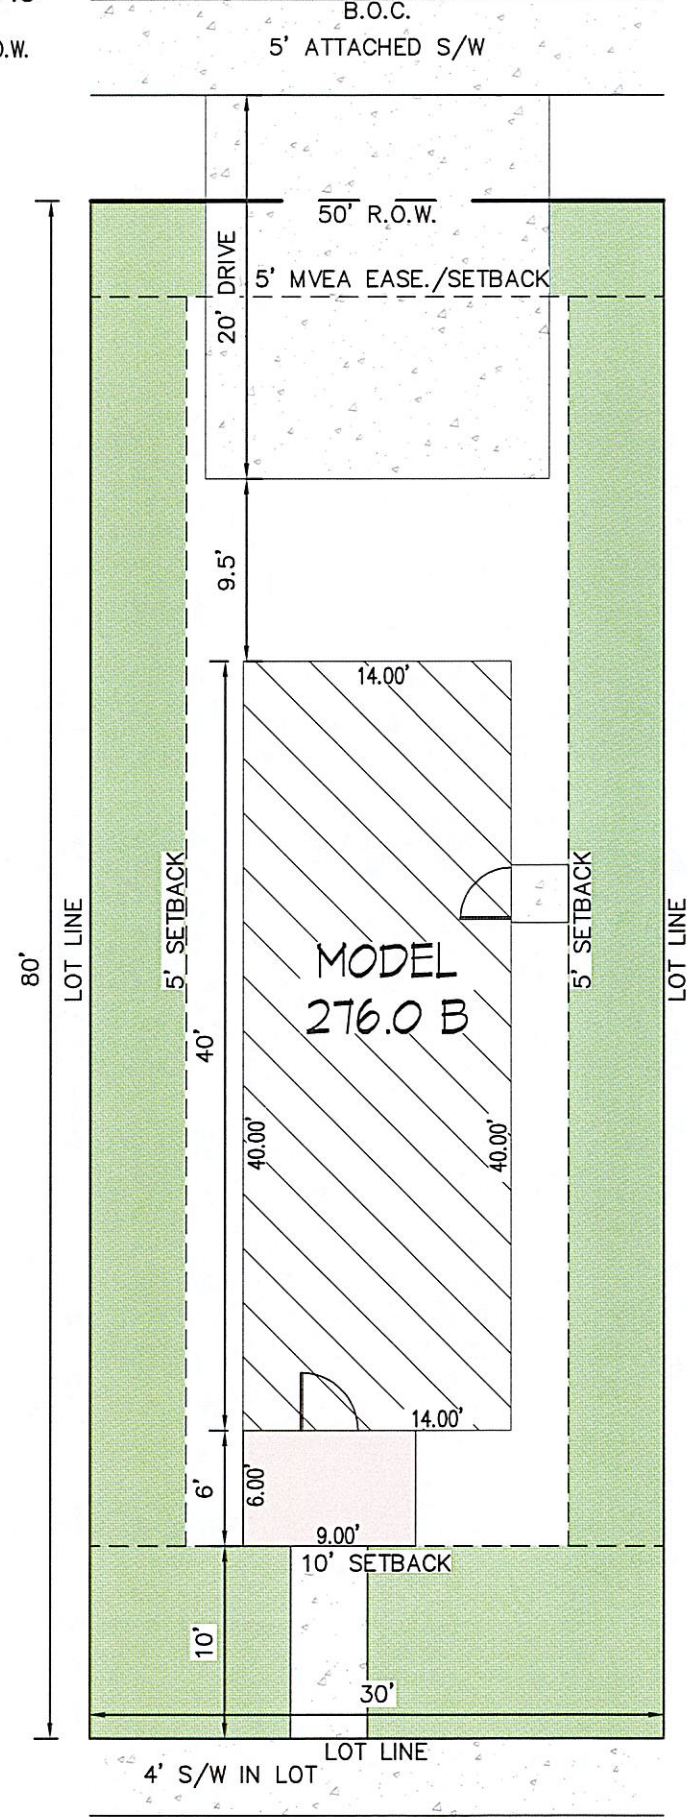 B.O.C.
5' ATTACHED S/W
50' R.O.W.
5' MVEA EASE./SETBACK
20' DRIVE
9.5'
14.00'
5' SETBACK
5' SETBACK
LOT LINE
LOT LINE
80'
MODEL
276.0 B
40'
40.00'
40.00'
14.00'
6'
6.00'
9.00'
10' SETBACK
10'
30'
LOT LINE
4' S/W IN LOT